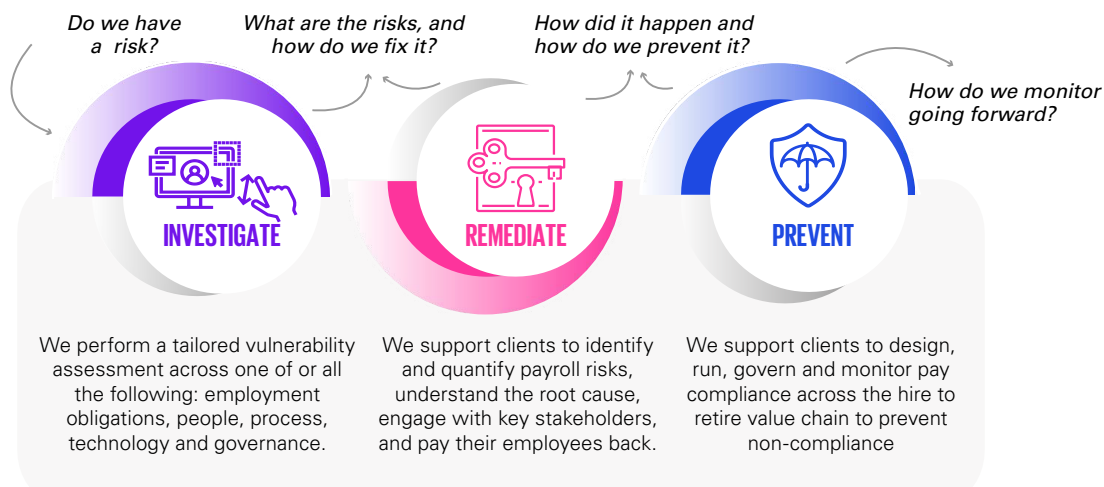 Do we have
a risk?
What are the risks, and
how do we fix it?
How did it happen and
how do we prevent it?
How do we monitor
going forward?
INVESTIGATE
We perform a tailored vulnerability
assessment across one of or all
the following: employment
obligations, people, process,
technology and governance.
REMEDIATE
We support clients to identify
and quantify payroll risks,
understand the root cause,
engage with key stakeholders,
and pay their employees back.
PREVENT
We support clients to design,
run, govern and monitor pay
compliance across the hire to
retire value chain to prevent
non-compliance